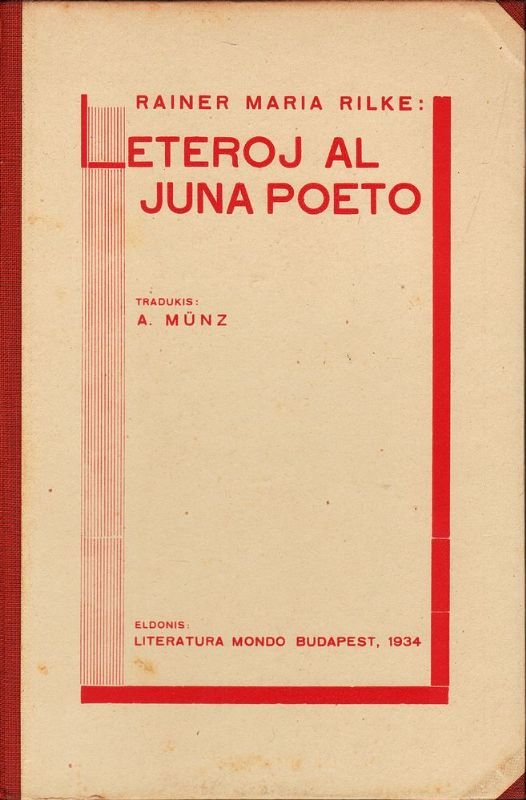 RAINER MARIA RILKE:
LETEROJ AL
JUNA POETO
TRADUKIS:
A. MÜNZ
ELDONIS:
LITERATURA MONDO BUDAPEST, 1934